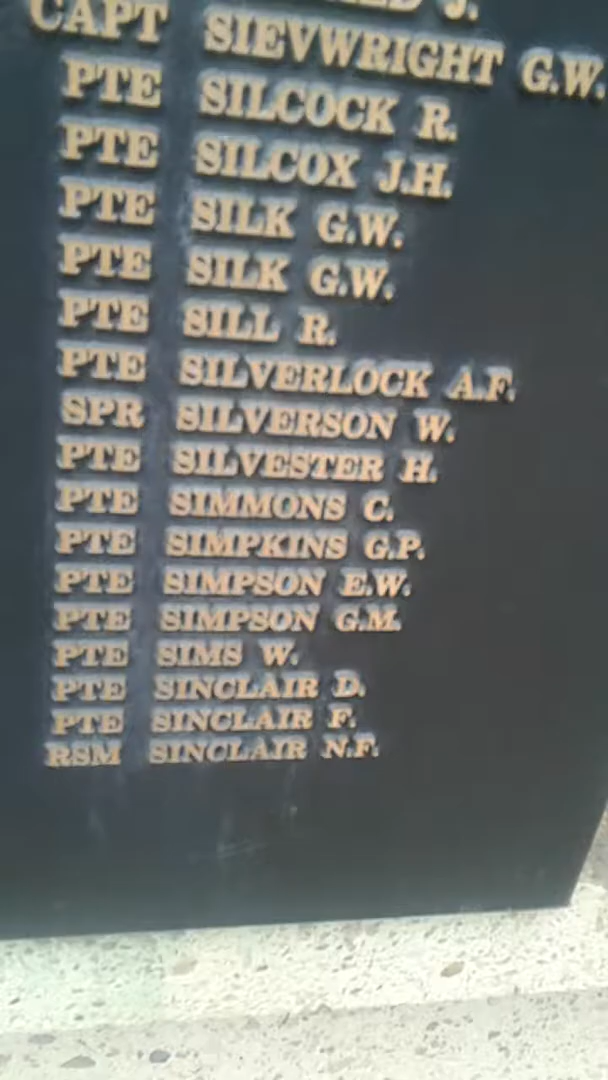 J.
CAPT SIEVWRIGHT G.W.
PTE SILCOCK R.
PTE SILCOX J.H.
PTE SILK G.W.
PTE SILK G.W.
PTE SILL R.
PTE SILVERLOCK A.F.
SPR SILVERSON W.
PTE SILVESTER H.
PTE SIMMONS C.
PTE SIMPKINS G.P.
PTE SIMPSON E.W.
PTE SIMPSON G.M.
PTE SIMS W.
PTE SINCLAIR D.
PTE SINCLAIR F.
RSM SINCLAIR N.F.